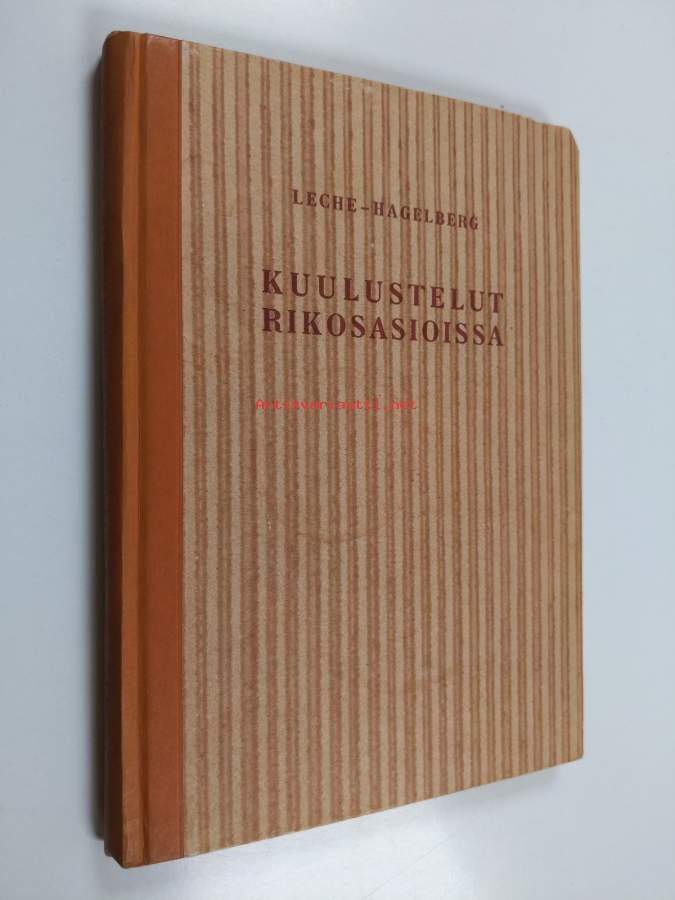 LECHE-HAGELBERG
KUULUSTELUT
RIKOSASIOISSA
antikvariaatti.net